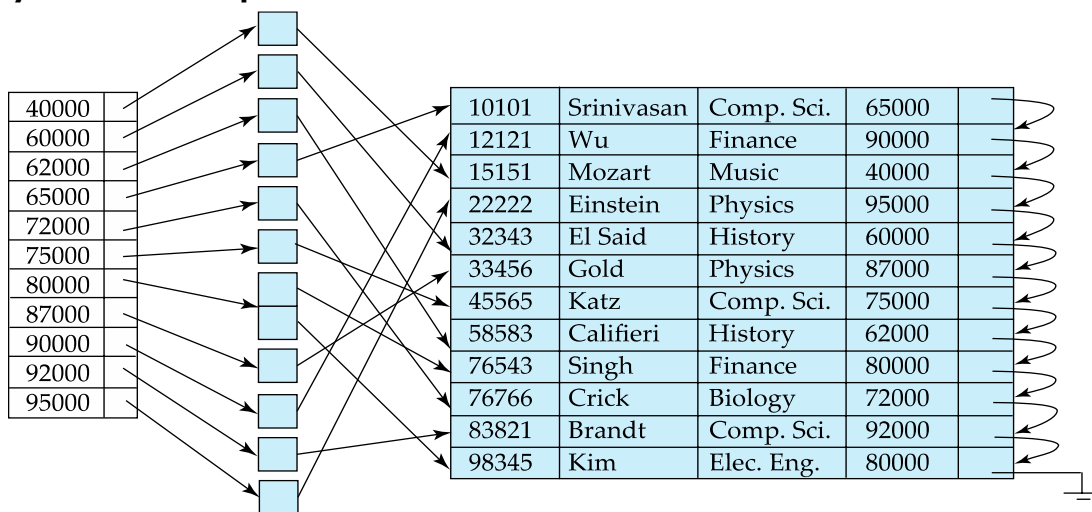 40000
60000
62000
65000
72000
75000
80000
87000
90000
92000
95000
10101 Srinivasan Comp. Sci. 65000
12121 Wu Finance 90000
15151 Mozart Music 40000
22222 Einstein Physics 95000
32343 El Said History 60000
33456 Gold Physics 87000
45565 Katz Comp. Sci. 75000
58583 Califieri History 62000
76543 Singh Finance 80000
76766 Crick Biology 72000
83821 Brandt Comp. Sci. 92000
98345 Kim Elec. Eng. 80000